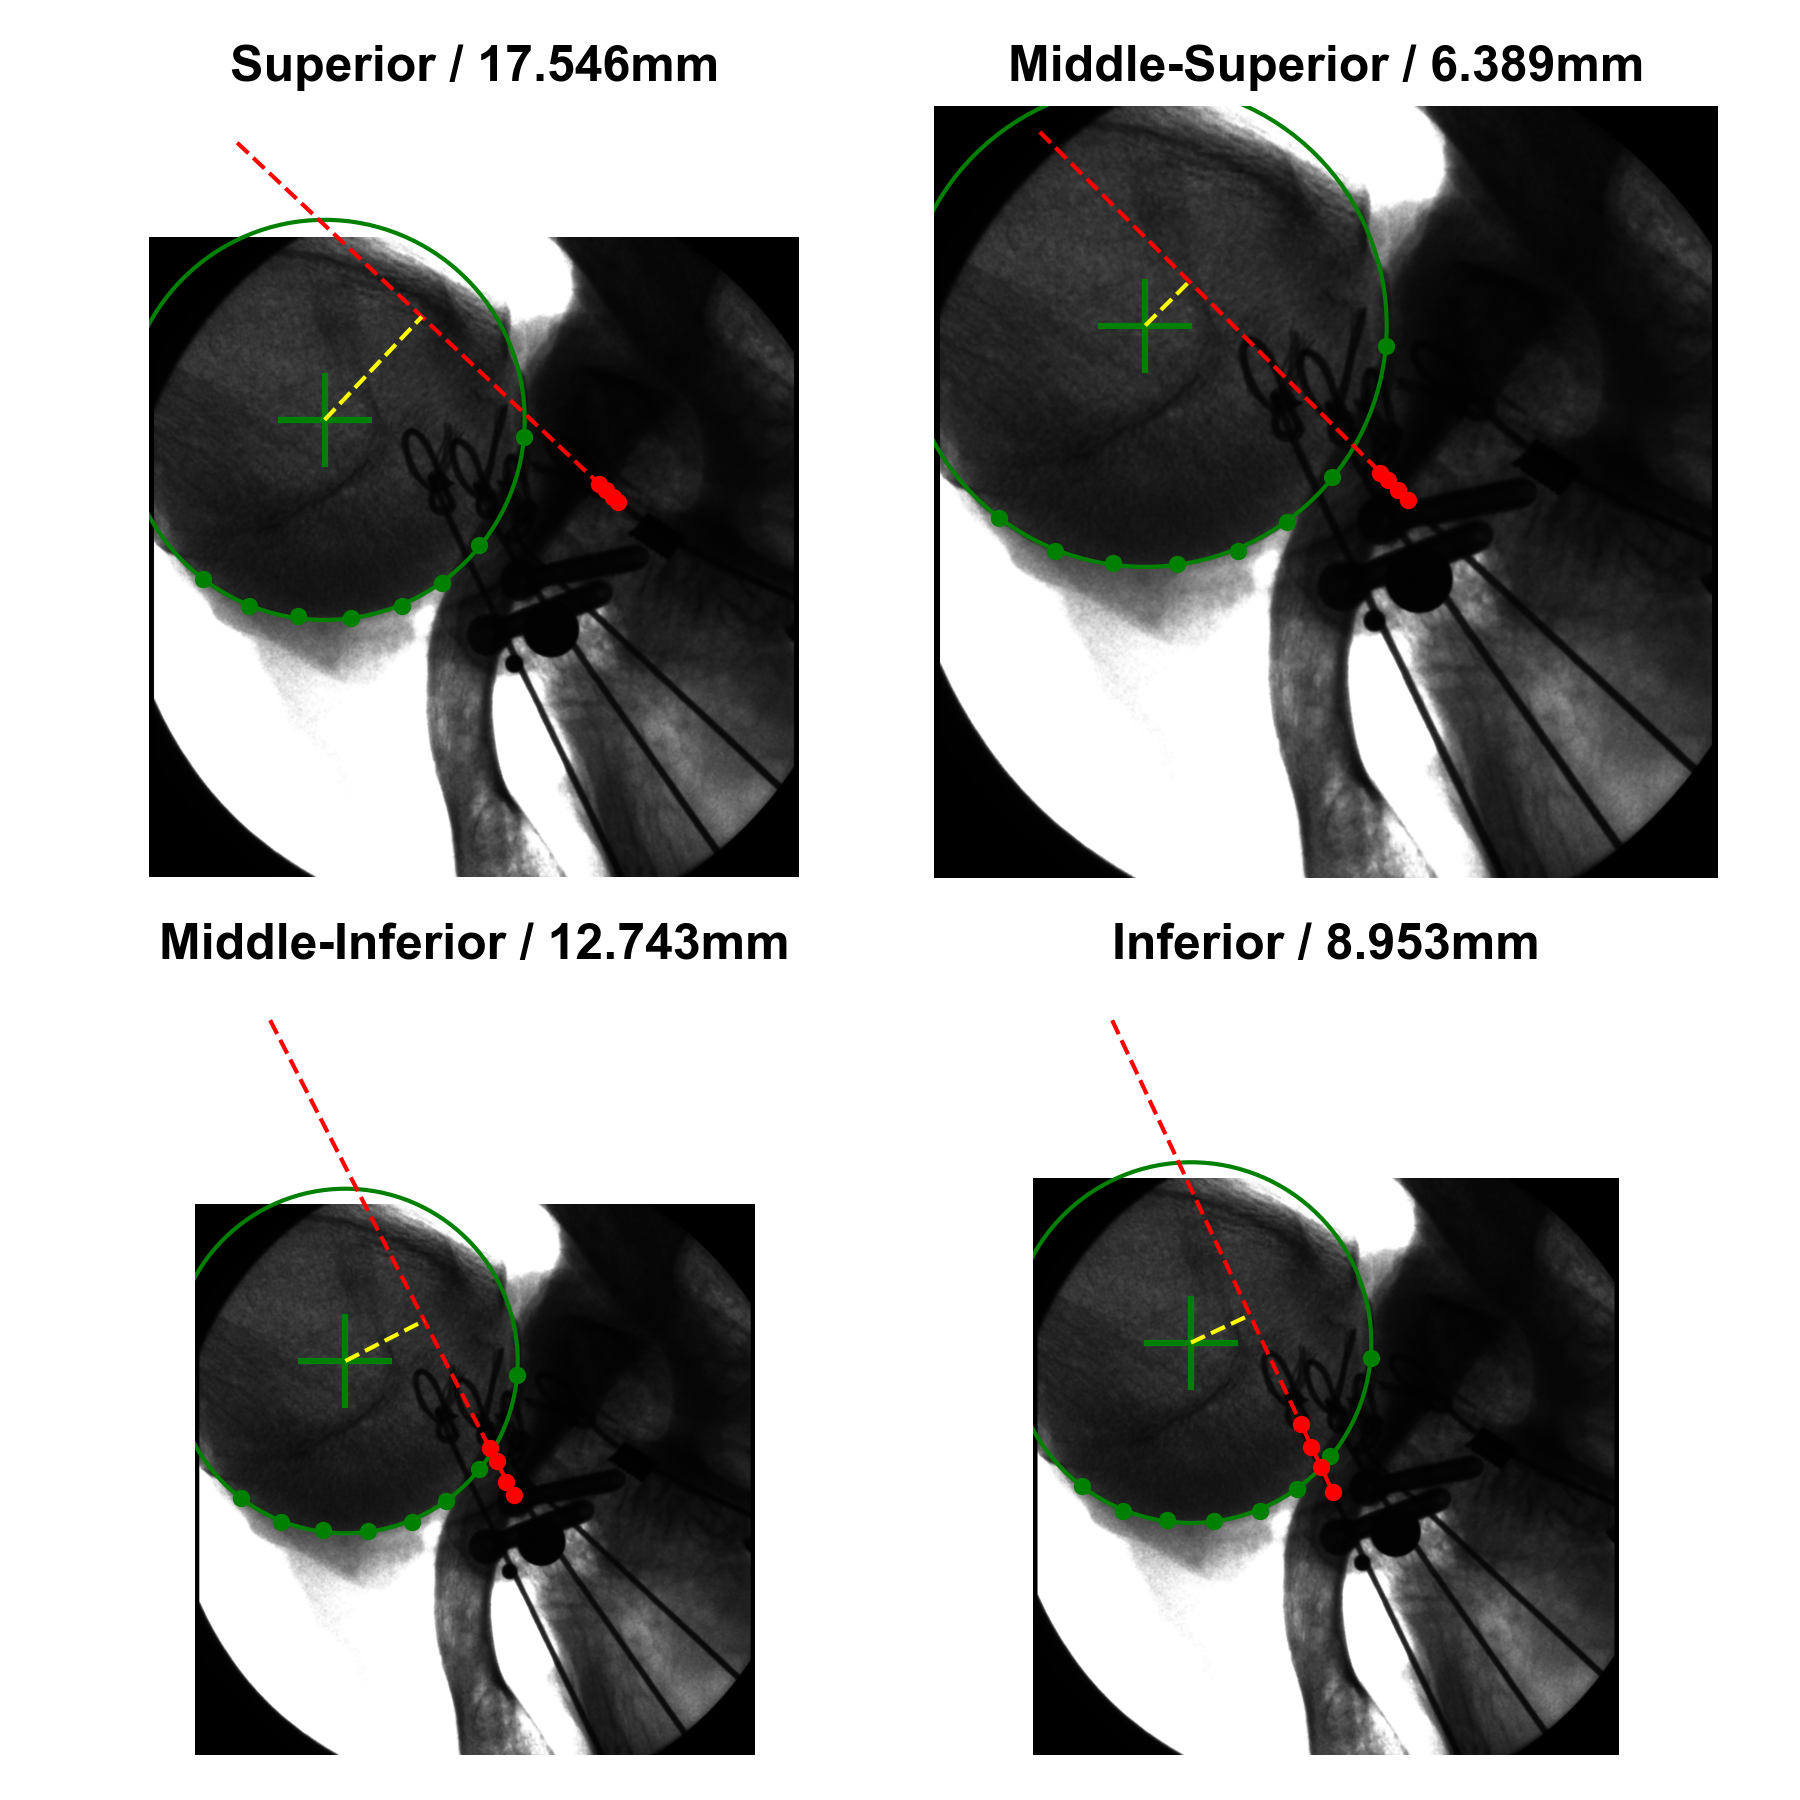 Superior / 17.546mm
Middle-Superior / 6.389mm
Middle-Inferior / 12.743mm
Inferior / 8.953mm